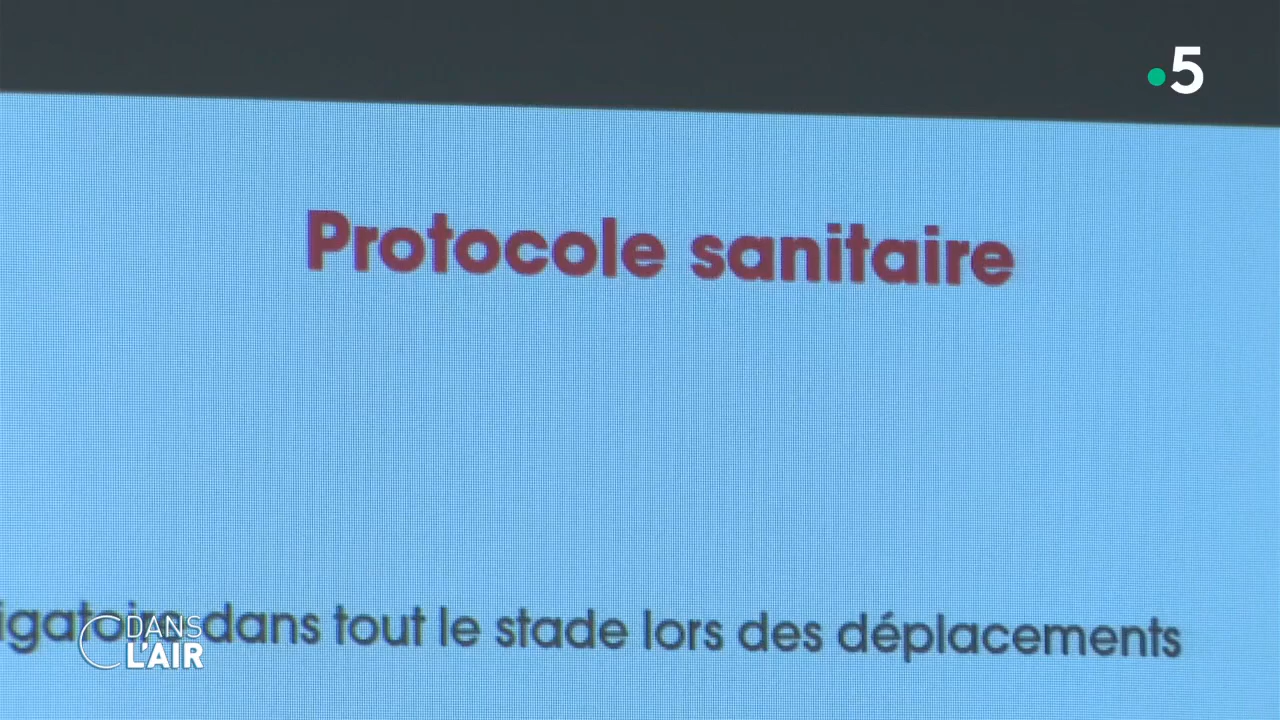 5
Protocole sanitaire
dans tout le stade lors des déplacements
DANS
L'AIR